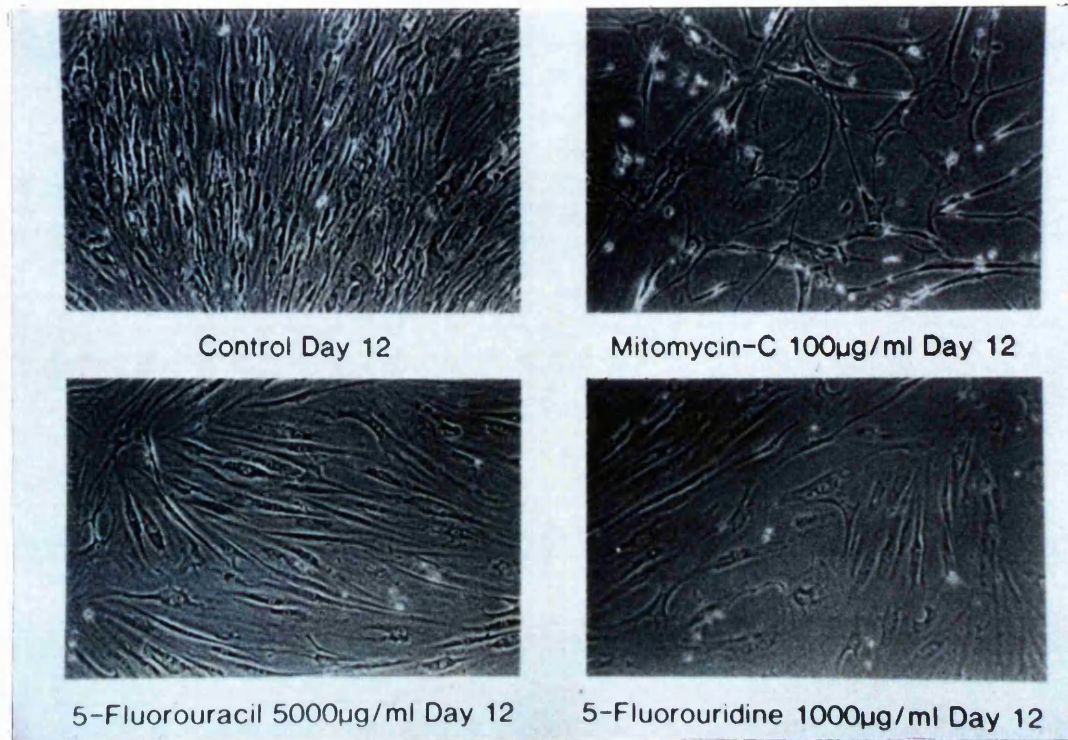 Control Day 12
Mitomycin-C 100µg/ml Day 12
5-Fluorouracil 5000µg/ml Day 12
5-Fluorouridine 1000µg/ml Day 12